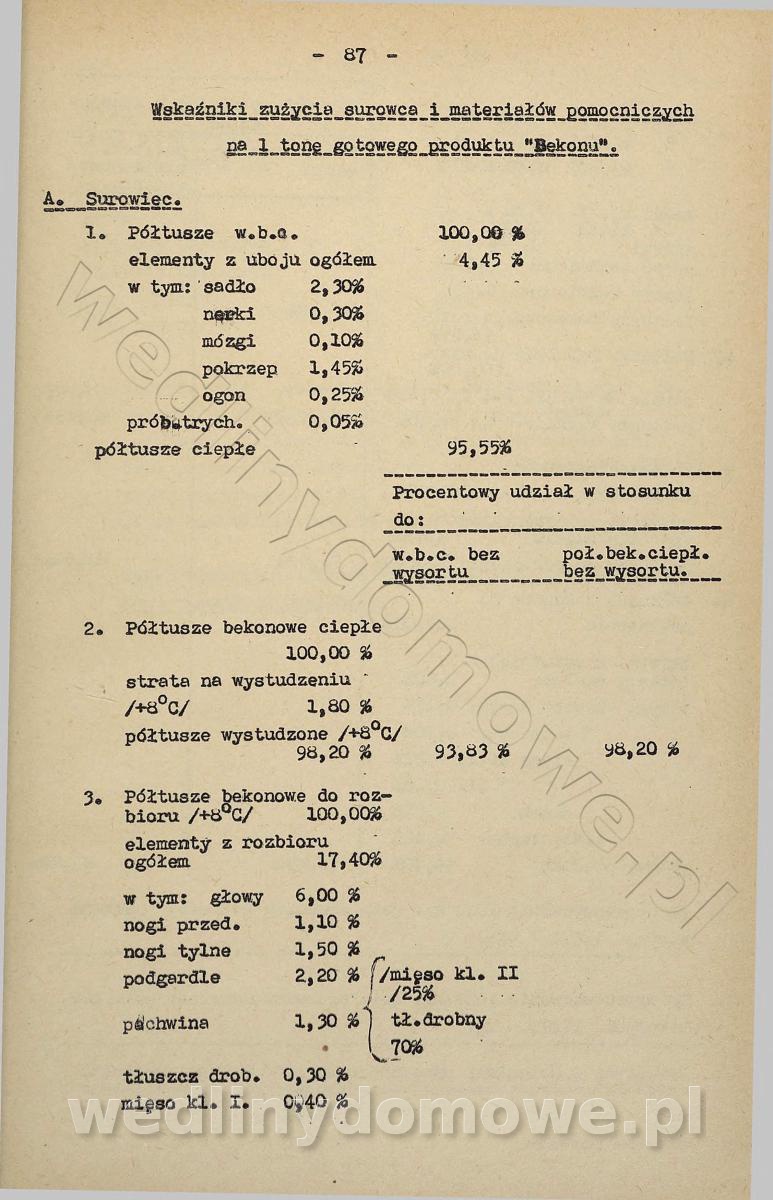 - 87 -
Wskaźniki zużycia surowca i materiałów pomocniczych
na 1 tonę gotowego produktu "Bekonu".
A. Surowiec.
1. Półtusze w.b.c. 100,00 %
elementy z uboju ogółem 4,45 %
w tym: sadło 2,30%
nerki 0,30%
mózgi 0,10%
pokrzep 1,45%
ogon 0,25%
prób.trych. 0,05%
półtusze ciepłe 95,55%
Procentowy udział w stosunku
do:
w.b.c. bez poł.bek.ciepł.
wysortu bez wysortu.
2. Półtusze bekonowe ciepłe
100,00 %
strata na wystudzeniu
/+8°C/ 1,80 %
półtusze wystudzone /+8°C/
98,20 % 93,83 % 98,20 %
3. Półtusze bekonowe do roz-
bioru /+8°C/ 100,00%
elementy z rozbioru
ogółem 17,40%
w tym: głowy 6,00 %
nogi przed. 1,10 %
nogi tylne 1,50 %
podgardle 2,20 % /mięso kl. II
/25%
pachwina 1,30 % tł.drobny
70%
tłuszcz drob. 0,30 %
mięso kl. I. 0,40 %
wedlinydomowe.pl
wedlinydomowe.pl